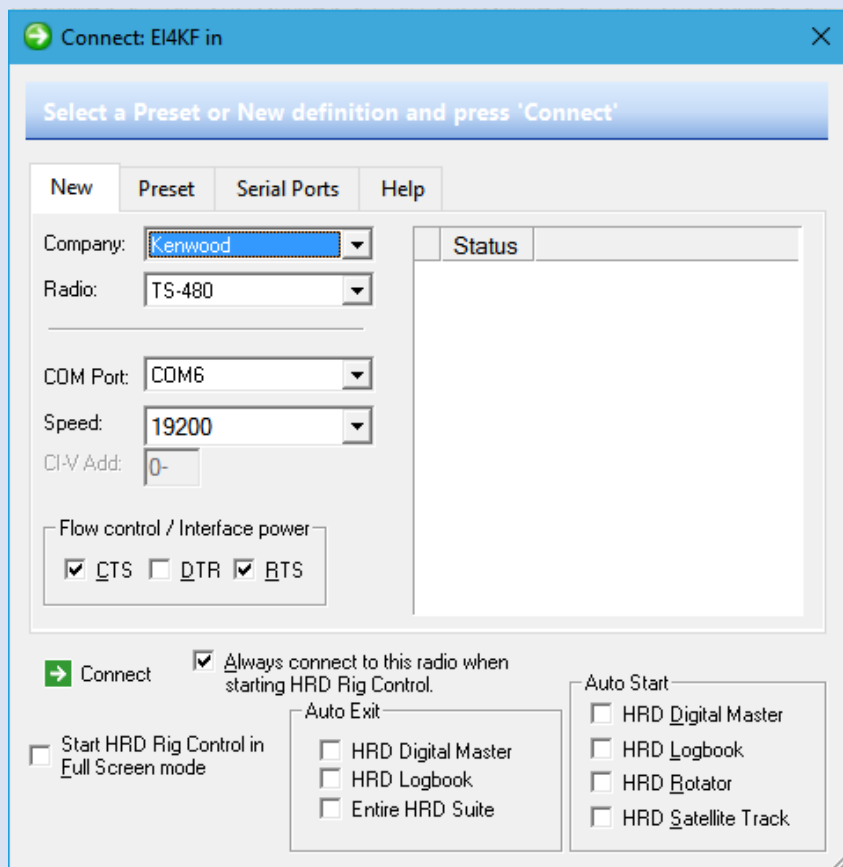 Connect: EI4KF in
Select a Preset or New definition and press 'Connect'
New Preset Serial Ports Help
Company: Kenwood
Status
Radio: TS-480
COM Port: COM6
Speed: 19200
CI-V Add: 0-
Flow control / Interface power
CTS DTR RTS
Connect
Always connect to this radio when
starting HRD Rig Control.
Start HRD Rig Control in
Full Screen mode
Auto Exit
HRD Digital Master
HRD Logbook
Entire HRD Suite
Auto Start
HRD Digital Master
HRD Logbook
HRD Rotator
HRD Satellite Track